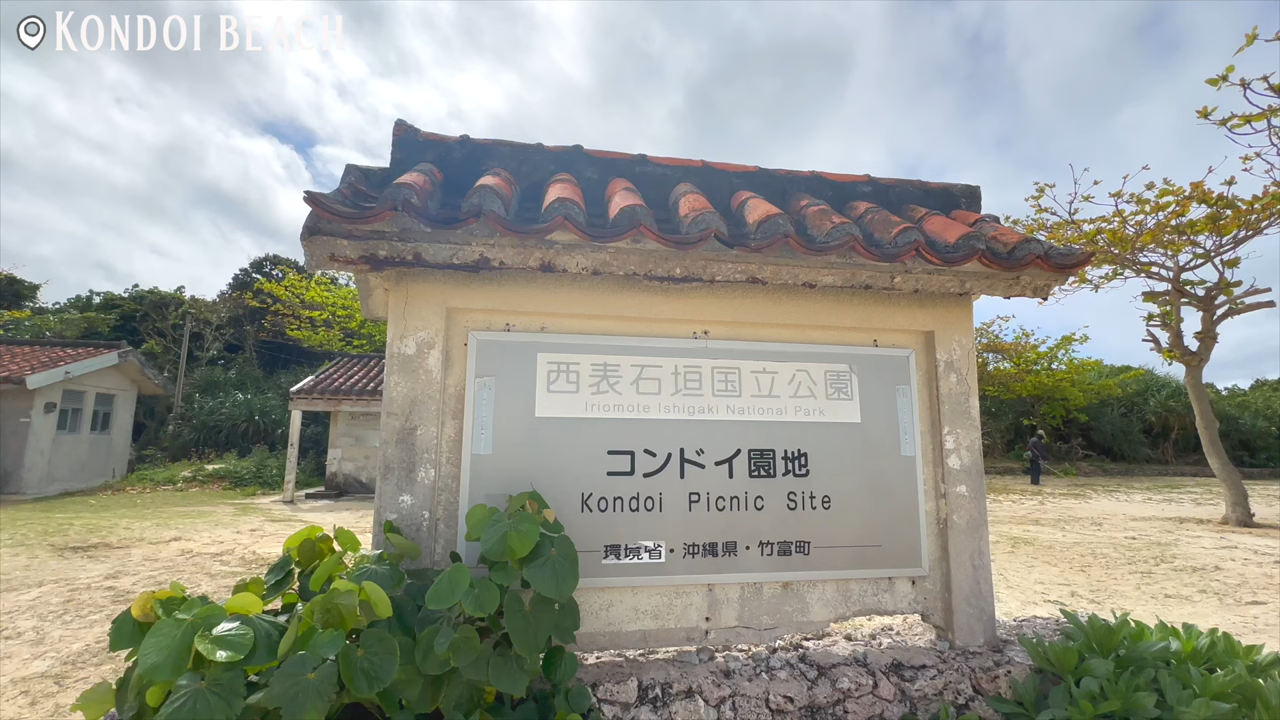 KONDOI BEACH
西表石垣国立公園
Iriomote Ishigaki National Park
コンドイ園地
Kondoi Picnic Site
環境省・沖縄県・竹富町